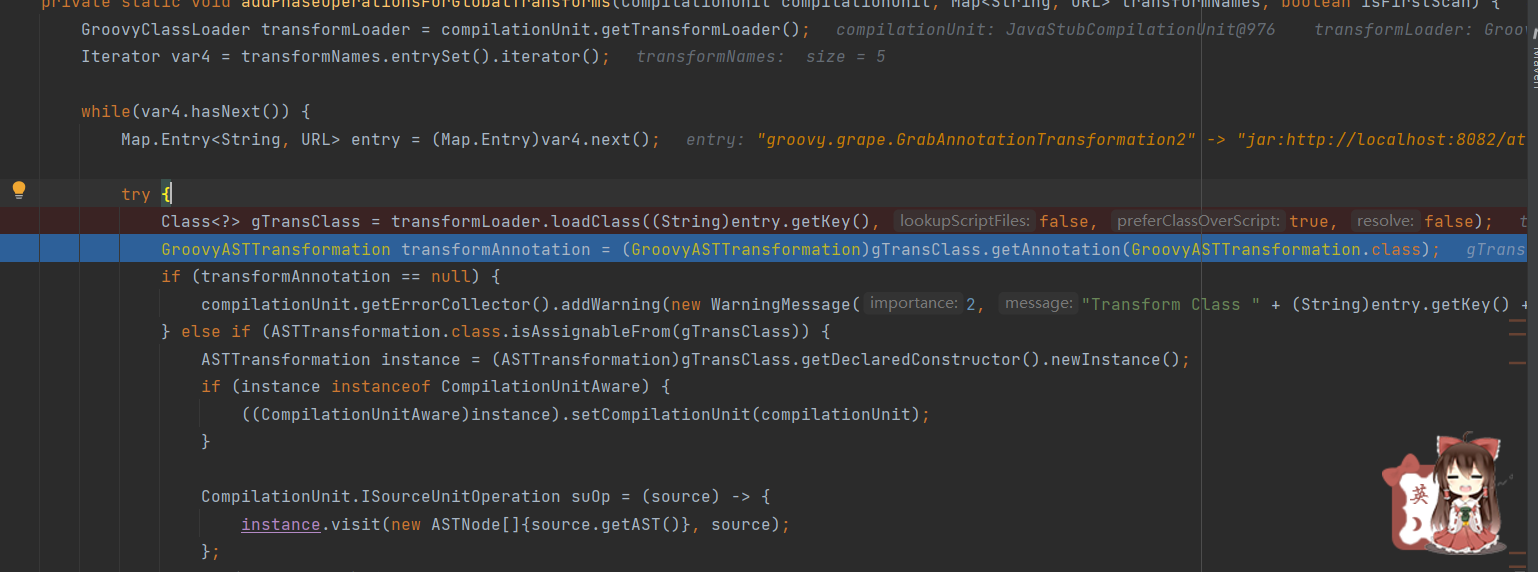 private static void addPhaseOperationsForGlobalTransforms(CompilationUnit compilationUnit, Map<String, URL> transformNames, boolean isFirstScan) {
GroovyClassLoader transformLoader = compilationUnit.getTransformLoader(); compilationUnit: JavaStubCompilationUnit@976 transformLoader: Groov
Iterator var4 = transformNames.entrySet().iterator(); transformNames: size = 5
while(var4.hasNext()) {
Map.Entry<String, URL> entry = (Map.Entry)var4.next(); entry: "groovy.grape.GrabAnnotationTransformation2" -> "jar:http://localhost:8082/at
try {
Class<?> gTransClass = transformLoader.loadClass((String)entry.getKey(), lookupScriptFiles: false, preferClassOverScript: true, resolve: false); t
GroovyASTTransformation transformAnnotation = (GroovyASTTransformation)gTransClass.getAnnotation(GroovyASTTransformation.class); gTrans
if (transformAnnotation == null) {
compilationUnit.getErrorCollector().addWarning(new WarningMessage( importance: 2, message: "Transform Class " + (String)entry.getKey() +
} else if (ASTTransformation.class.isAssignableFrom(gTransClass)) {
ASTTransformation instance = (ASTTransformation)gTransClass.getDeclaredConstructor().newInstance();
if (instance instanceof CompilationUnitAware) {
((CompilationUnitAware)instance).setCompilationUnit(compilationUnit);
}
CompilationUnit.ISourceUnitOperation suOp = (source) -> {
instance.visit(new ASTNode[]{source.getAST()}, source);
};
Maven
英